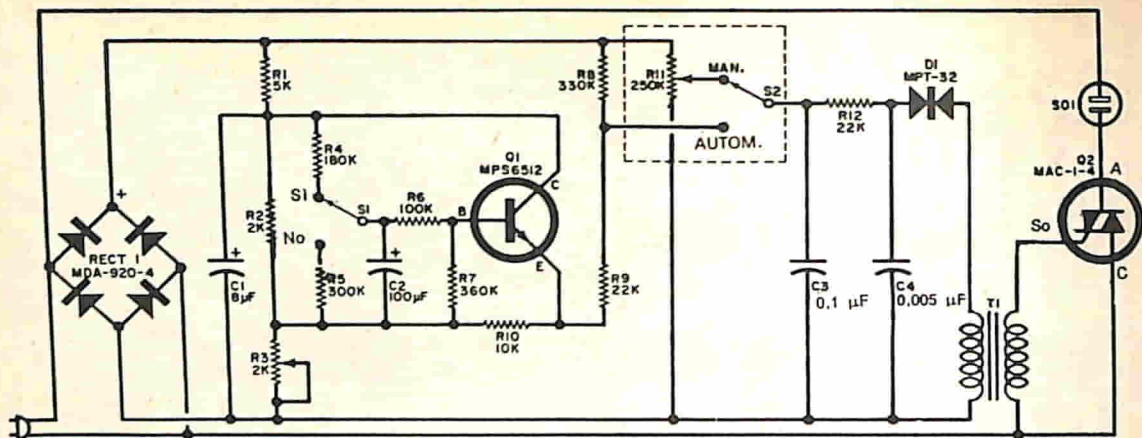 R1
5K
R8
330K
R11
250K
MAN.
S2
AUTOM.
D1
MPT-32
R12
22K
SO1
Q2
MAC-1-4
A
So
C
R4
180K
Q1
MPS6512
C
B
E
S1
S1
No
R6
100K
R2
2K
+
RECT 1
MDA-920-4
+
C1
8µF
R5
300K
+
C2
100µF
R7
360K
R9
22K
R10
10K
R3
2K
C3
0,1 µF
C4
0,005 µF
T1